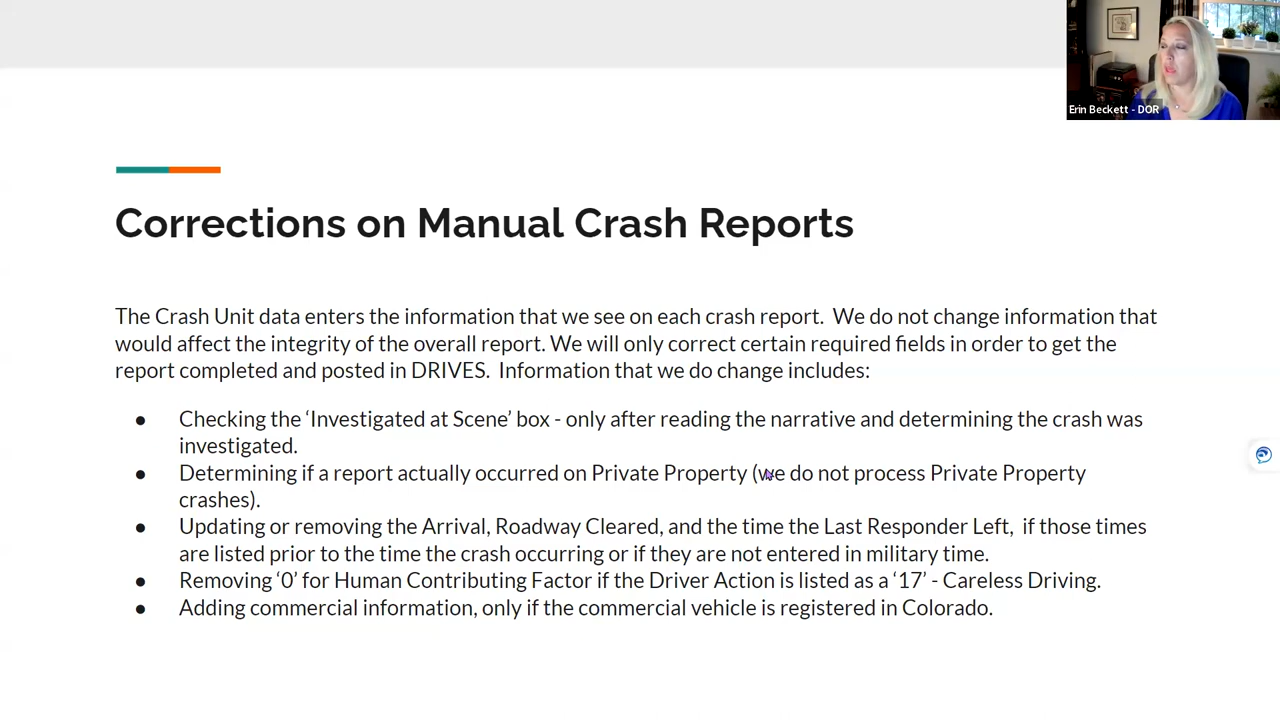 Erin Beckett - DOR
Corrections on Manual Crash Reports
The Crash Unit data enters the information that we see on each crash report.  We do not change information that
would affect the integrity of the overall report. We will only correct certain required fields in order to get the
report completed and posted in DRIVES.  Information that we do change includes:
● Checking the ‘Investigated at Scene’ box - only after reading the narrative and determining the crash was
investigated.
● Determining if a report actually occurred on Private Property (we do not process Private Property
crashes).
● Updating or removing the Arrival, Roadway Cleared, and the time the Last Responder Left,  if those times
are listed prior to the time the crash occurring or if they are not entered in military time.
● Removing ‘0’ for Human Contributing Factor if the Driver Action is listed as a ‘17’ - Careless Driving.
● Adding commercial information, only if the commercial vehicle is registered in Colorado.